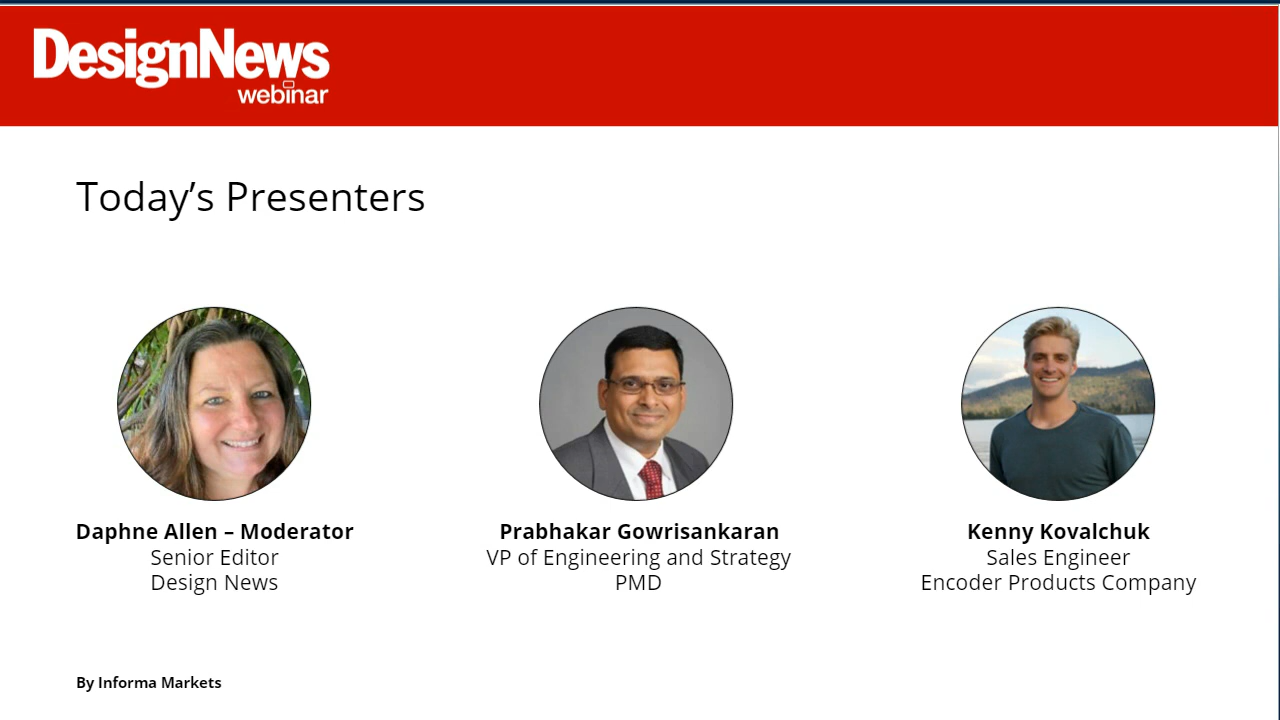 DesignNews
webinar
Today’s Presenters
Daphne Allen – Moderator
Senior Editor
Design News
Prabhakar Gowrisankaran
VP of Engineering and Strategy
PMD
Kenny Kovalchuk
Sales Engineer
Encoder Products Company
By Informa Markets